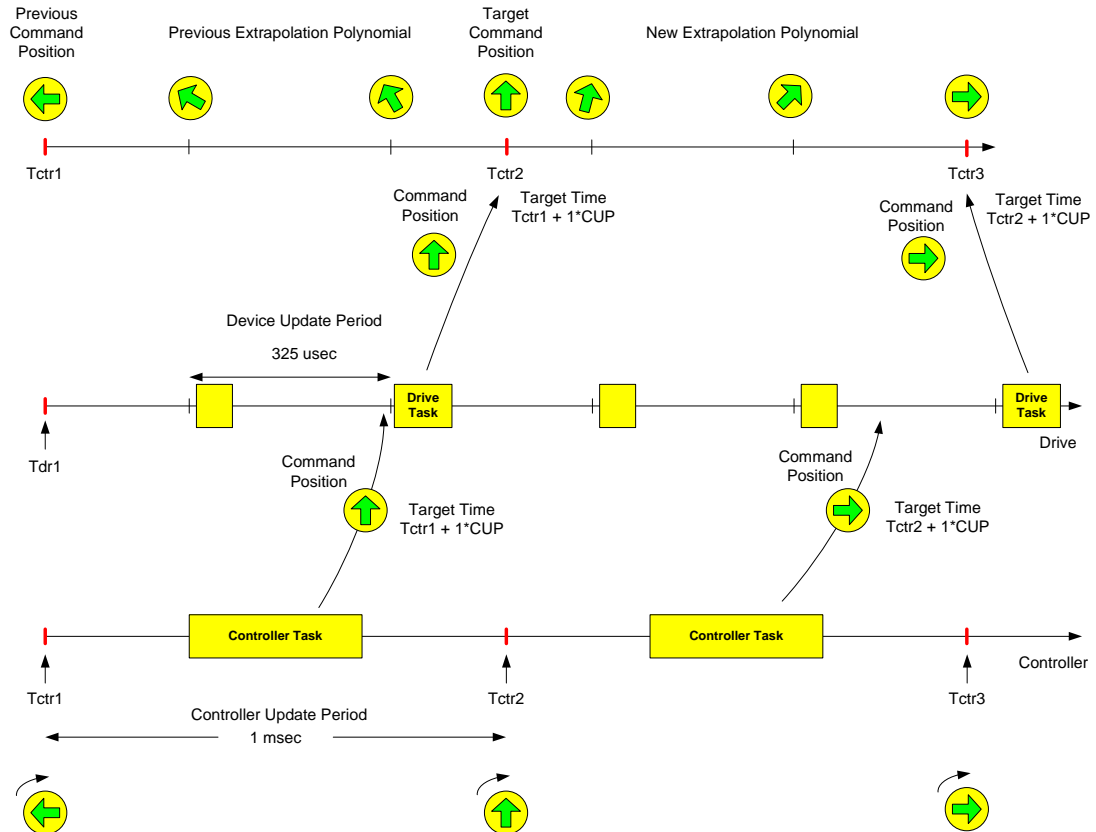 Previous
Command
Position
Previous Extrapolation Polynomial
Target
Command
Position
New Extrapolation Polynomial
Tctr1
Tctr2
Tctr3
Command
Position
Target Time
Tctr1 + 1*CUP
Command
Position
Target Time
Tctr2 + 1*CUP
Device Update Period
325 usec
Drive
Task
Drive
Task
Drive
Tdr1
Command
Position
Target Time
Tctr1 + 1*CUP
Command
Position
Target Time
Tctr2 + 1*CUP
Controller Task
Controller Task
Controller
Tctr1
Tctr2
Tctr3
Controller Update Period
1 msec